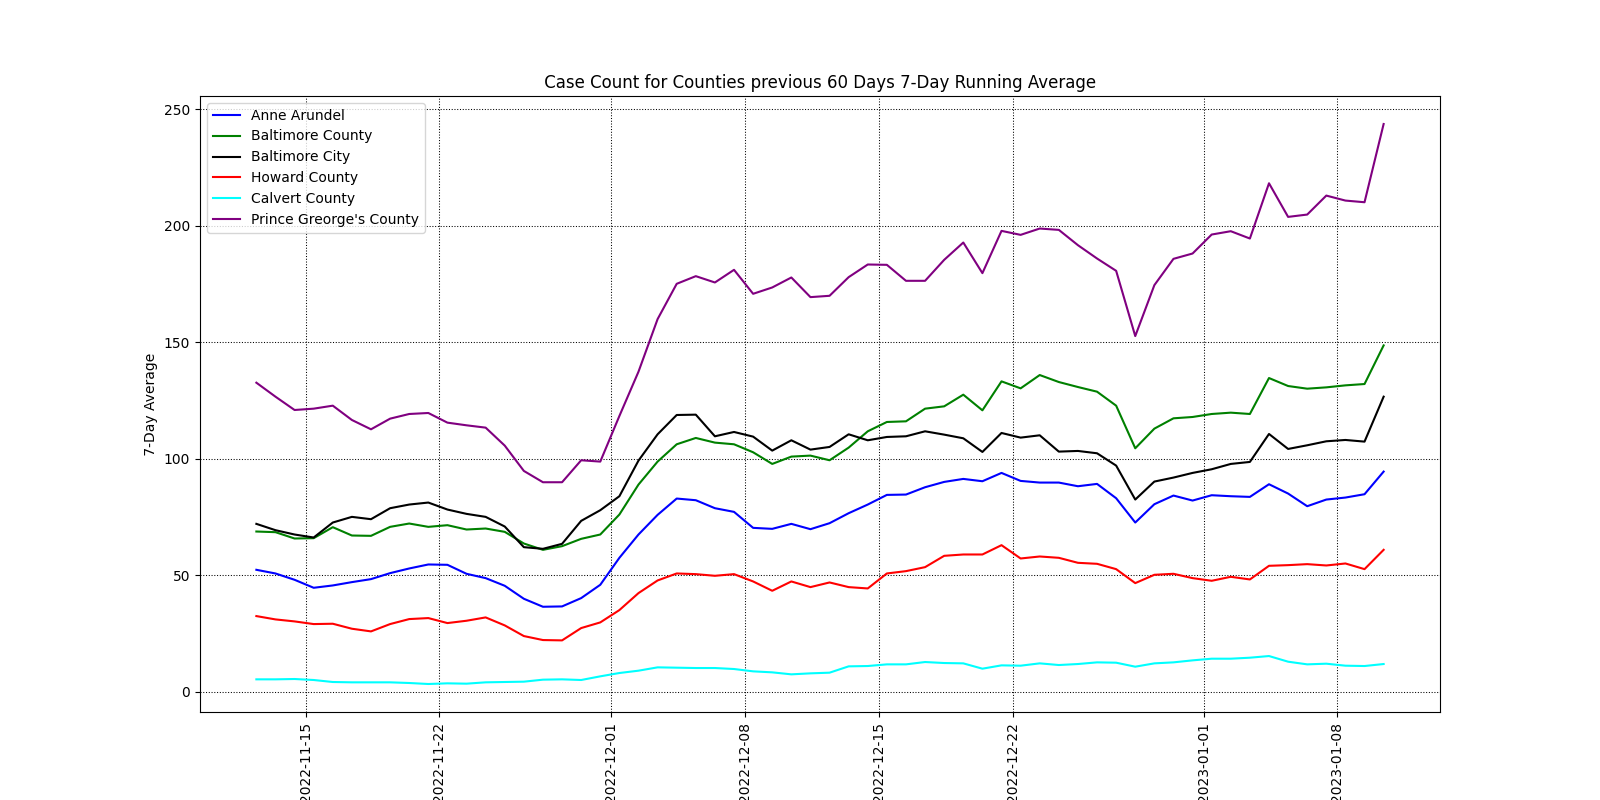 Case Count for Counties previous 60 Days 7-Day Running Average
250
200
150
100
50
0
7-Day Average
Anne Arundel
Baltimore County
Baltimore City
Howard County
Calvert County
Prince Greorge's County
2022-11-15
2022-11-22
2022-12-01
2022-12-08
2022-12-15
2022-12-22
2023-01-01
2023-01-08